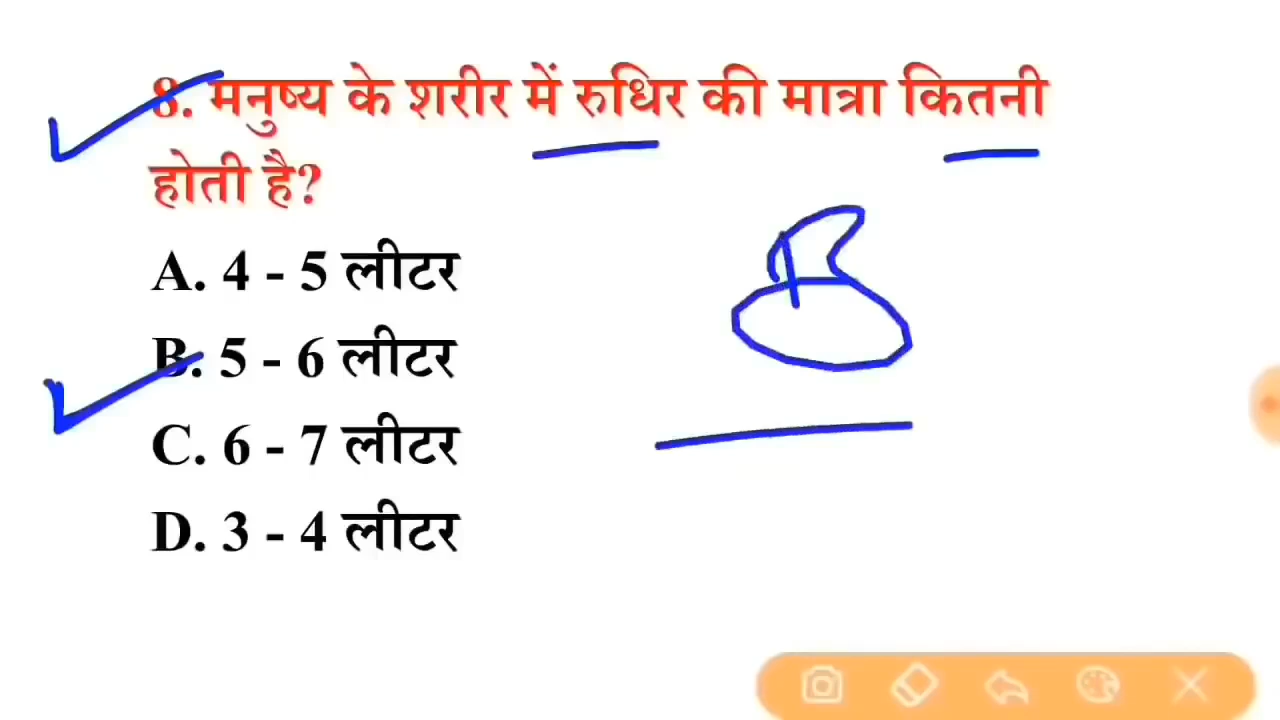 8. मनुष्य के शरीर में रुधिर की मात्रा कितनी
होती है?
A. 4 - 5 लीटर
B. 5 - 6 लीटर
C. 6 - 7 लीटर
D. 3 - 4 लीटर